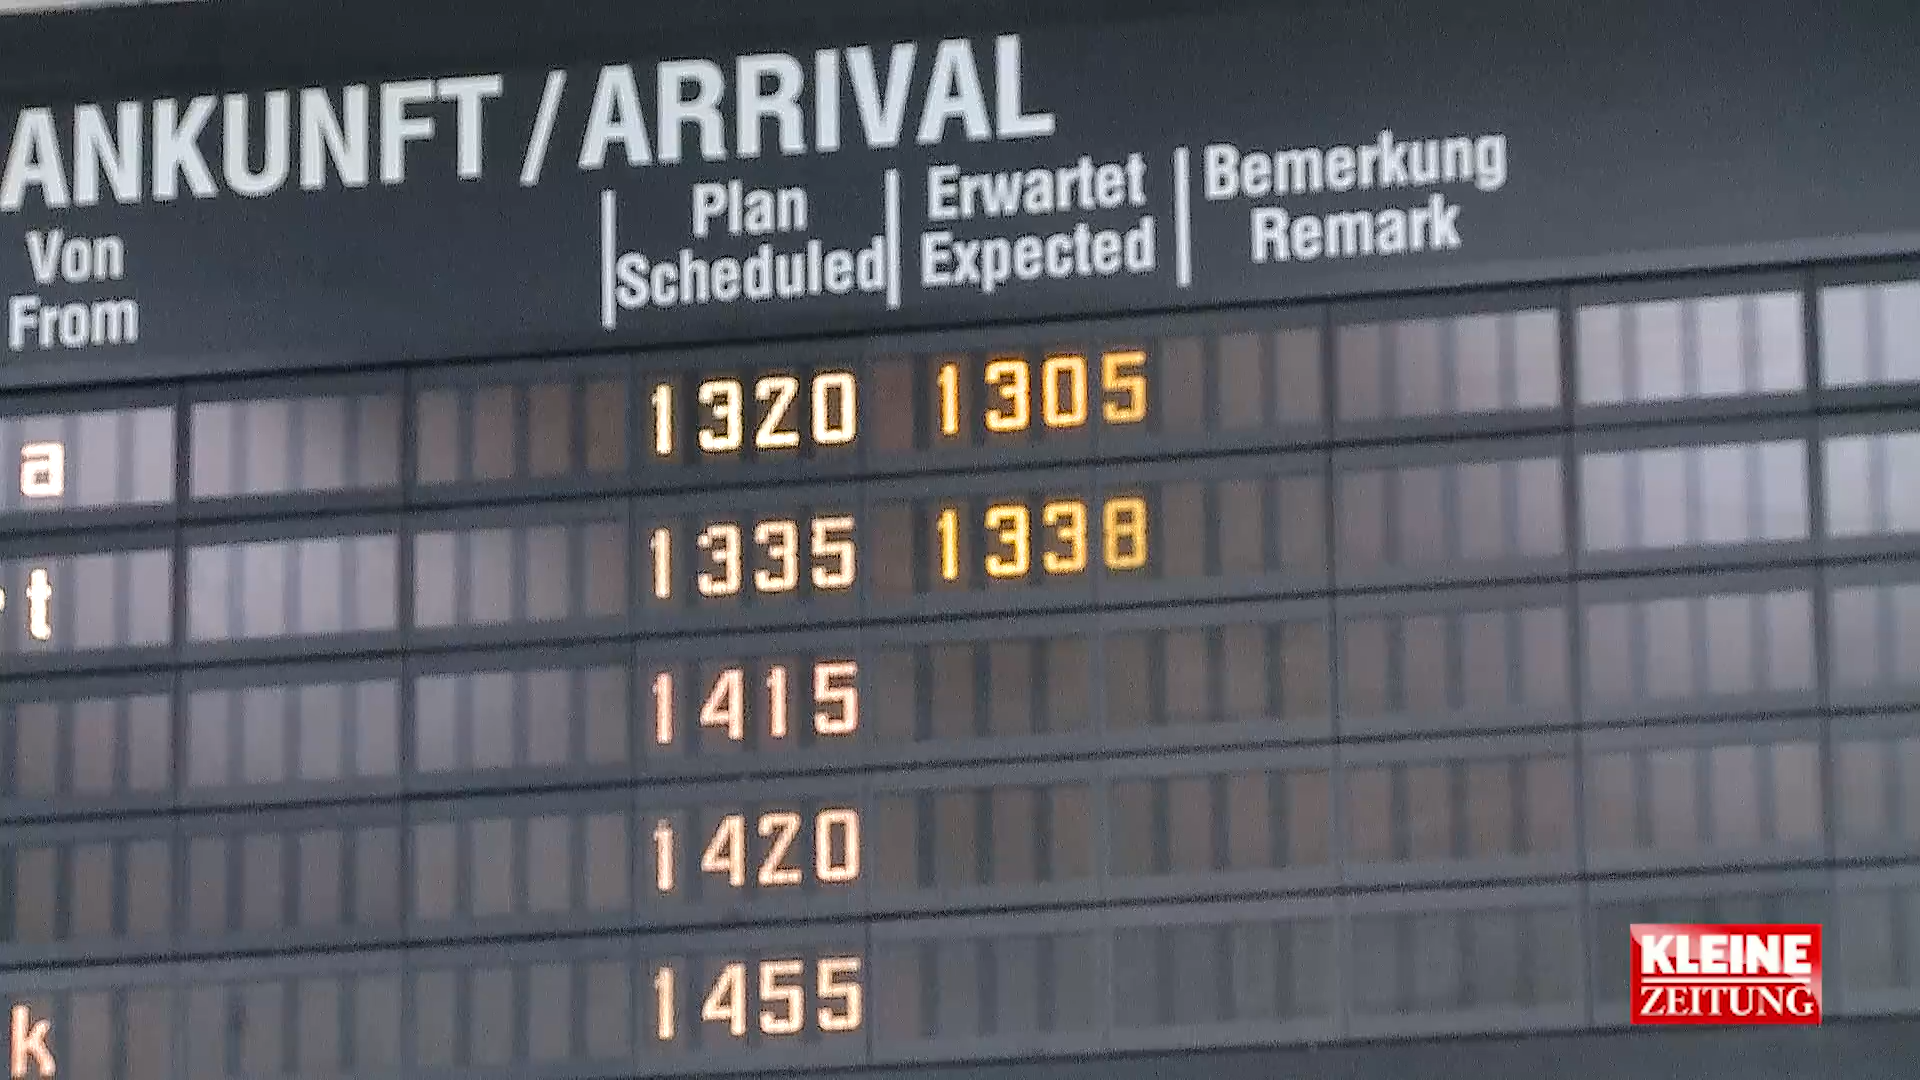 ANKUNFT / ARRIVAL
Von
From
Plan
Scheduled
Erwartet
Expected
Bemerkung
Remark
a 1320 1305
t 1335 1338
1415
1420
k 1455
KLEINE
ZEITUNG